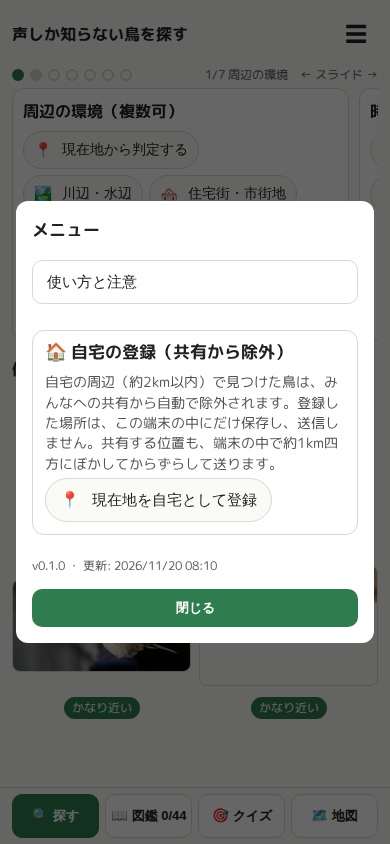 声しか知らない鳥を探す
1/7 周辺の環境 ← スライド →
周辺の環境（複数可）
📍 現在地から判定する
🏞️ 川辺・水辺
🏘️ 住宅街・市街地
メニュー
使い方と注意
🏠 自宅の登録（共有から除外）
自宅の周辺（約2km以内）で見つけた鳥は、み
んなへの共有から自動で除外されます。登録し
た場所は、この端末の中にだけ保存し、送信し
ません。共有する位置も、端末の中で約1km四
方にぼかしてからずらして送ります。
📍 現在地を自宅として登録
v0.1.0 · 更新: 2026/11/20 08:10
閉じる
かなり近い
かなり近い
🔍 探す
📖 図鑑 0/44
🎯 クイズ
🗺️ 地図